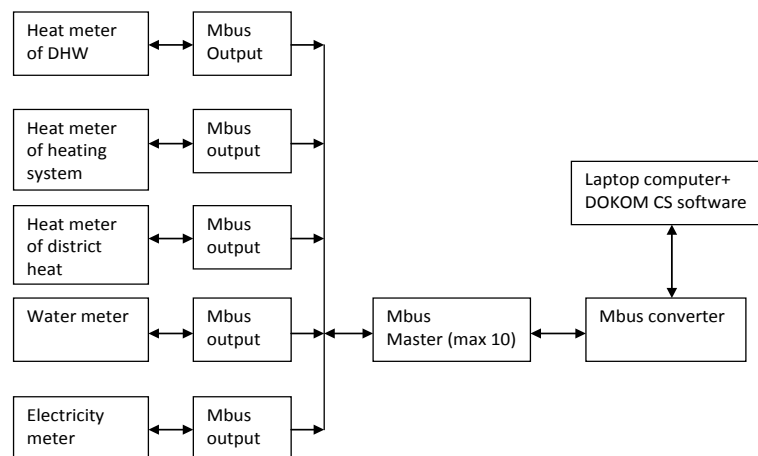 Heat meter
of DHW
Mbus
Output
Heat meter
of heating
system
Mbus
output
Heat meter
of district
heat
Mbus
output
Water meter
Mbus
output
Electricity
meter
Mbus
output
Mbus
Master (max 10)
Laptop computer+
DOKOM CS software
Mbus converter